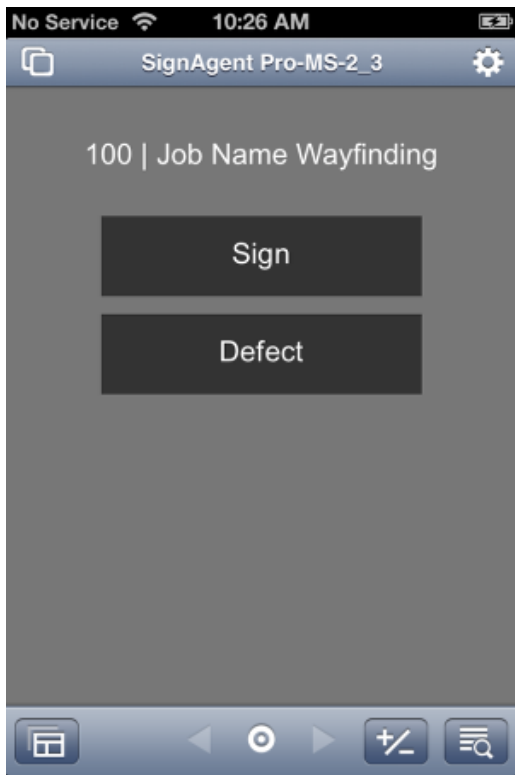 No Service 10:26 AM
SignAgent Pro-MS-2_3
100 | Job Name Wayfinding
Sign
Defect